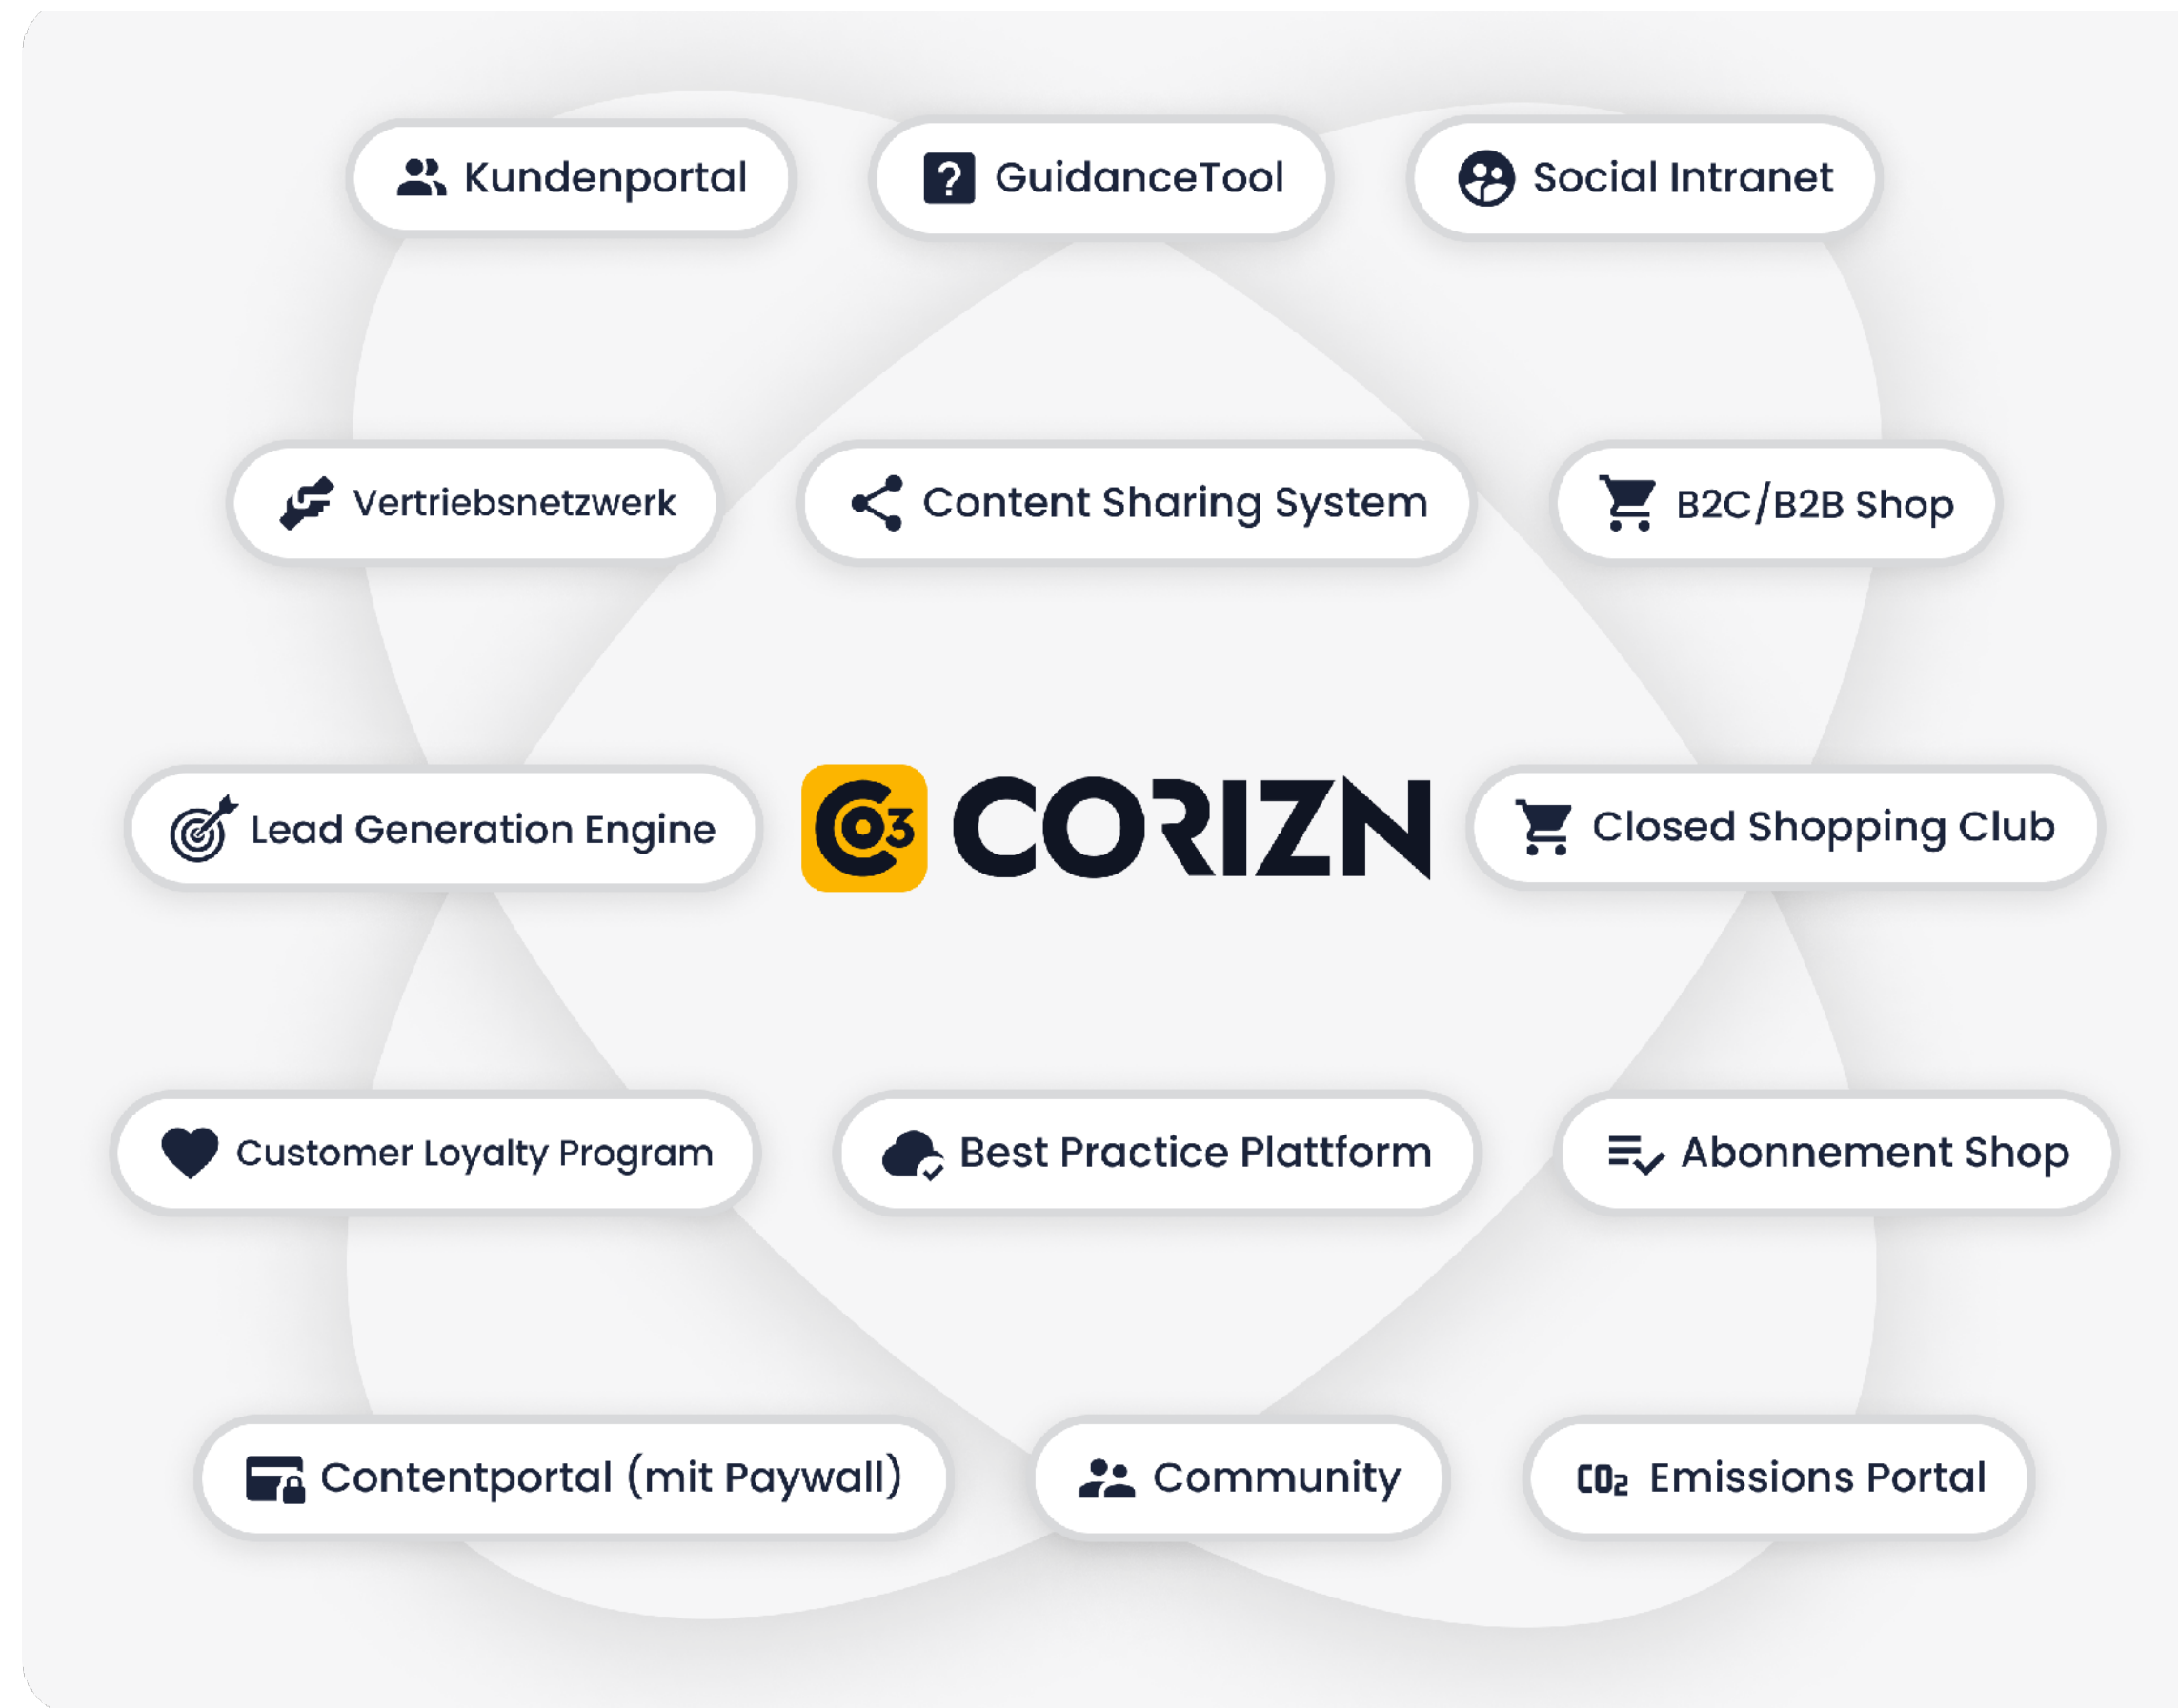 Kundenportal
GuidanceTool
Social Intranet
Vertriebsnetzwerk
Content Sharing System
B2C/B2B Shop
Lead Generation Engine
CO3 CORIZN
Closed Shopping Club
Customer Loyalty Program
Best Practice Plattform
Abonnement Shop
Contentportal (mit Paywall)
Community
CO2 Emissions Portal